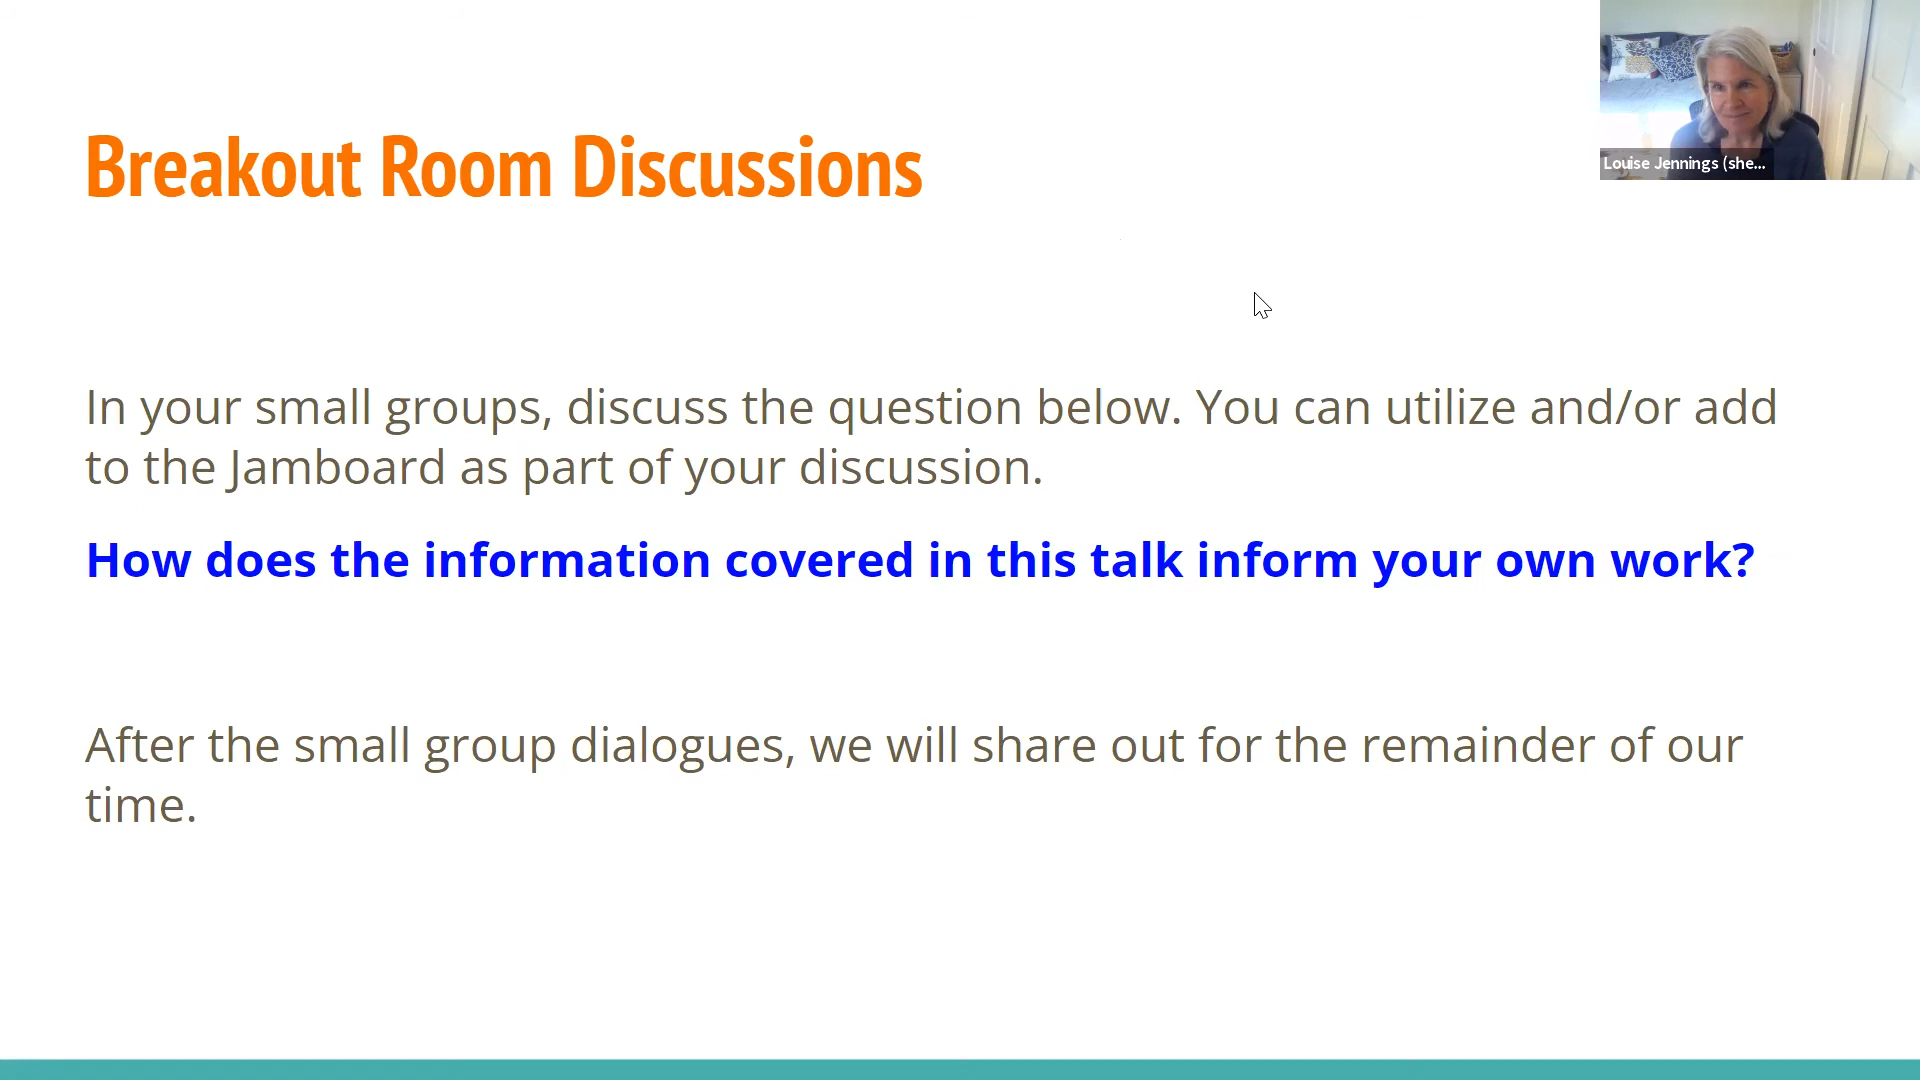 Breakout Room Discussions
Louise Jennings (she...
In your small groups, discuss the question below. You can utilize and/or add
to the Jamboard as part of your discussion.
How does the information covered in this talk inform your own work?
After the small group dialogues, we will share out for the remainder of our
time.